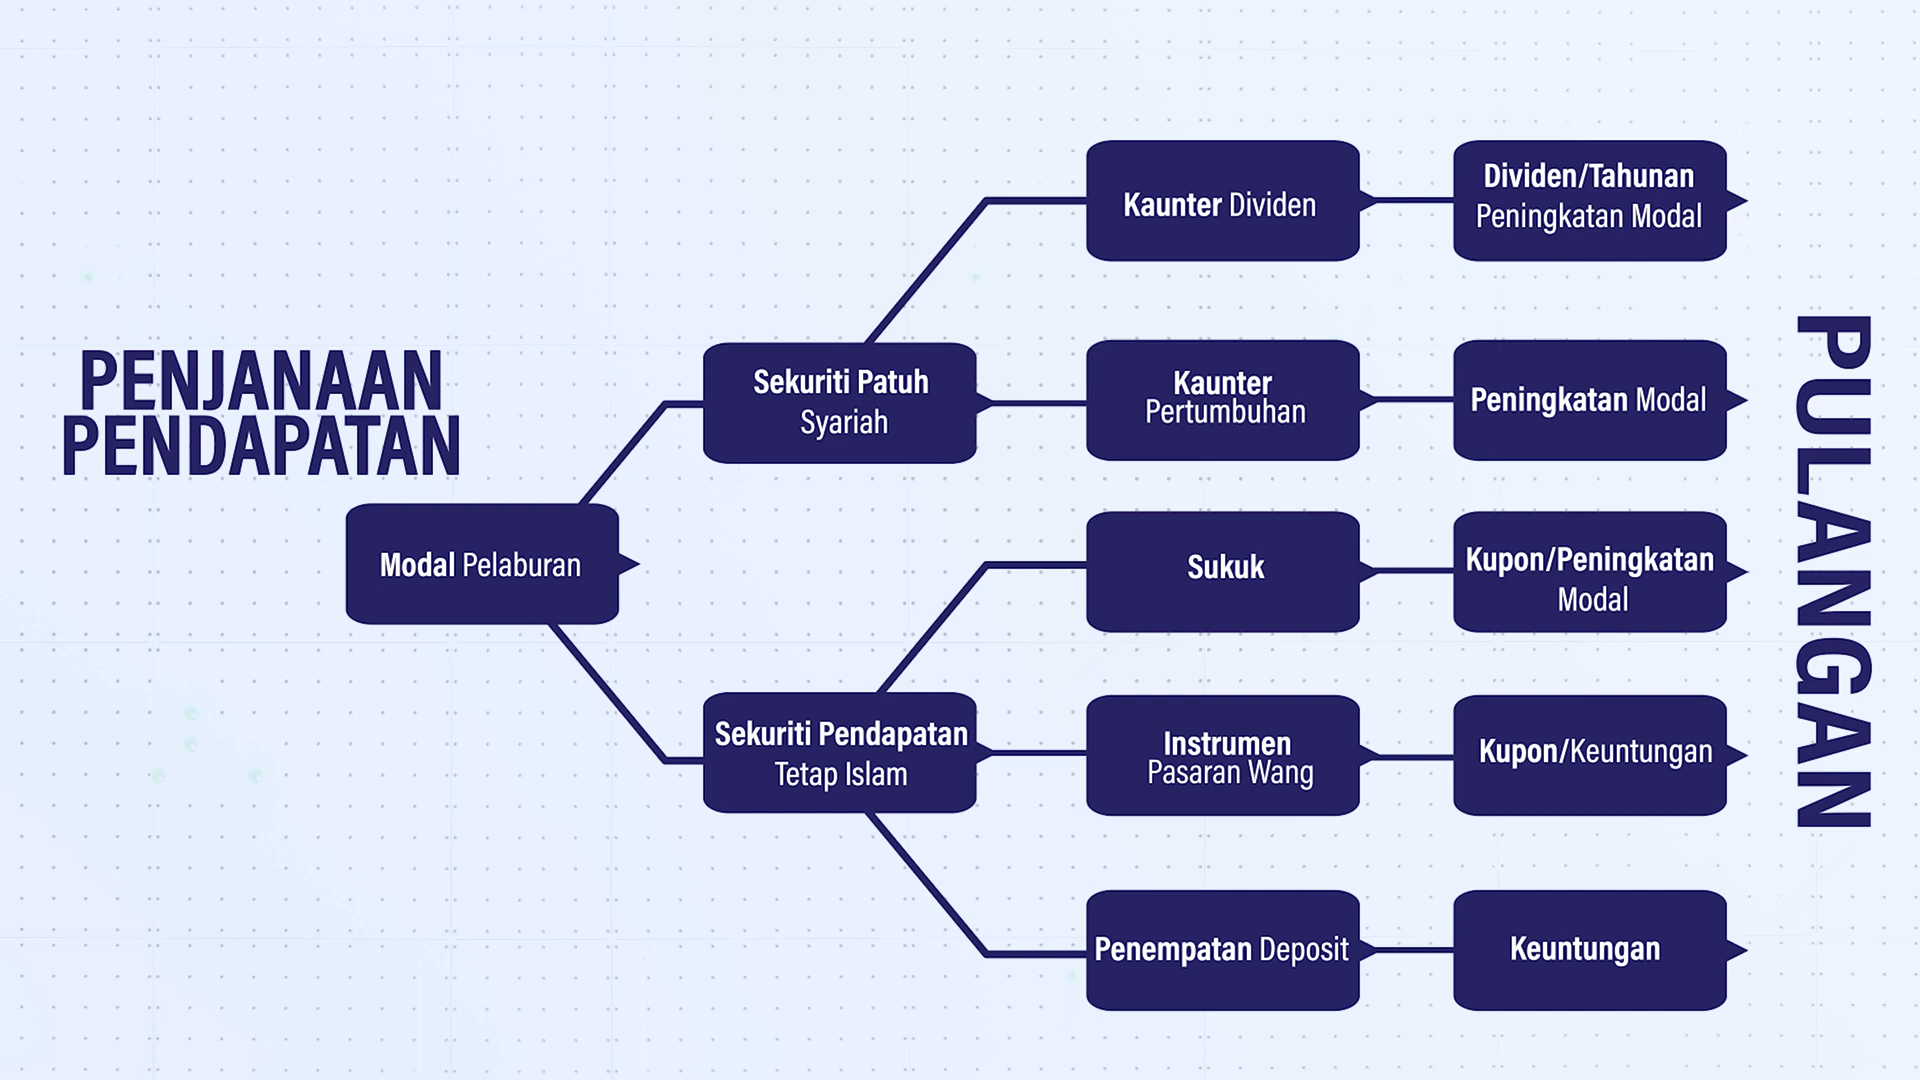 PENJANAAN
PENDAPATAN
Modal Pelaburan
Sekuriti Patuh
Syariah
Sekuriti Pendapatan
Tetap Islam
Kaunter Dividen
Dividen/Tahunan
Peningkatan Modal
Kaunter
Pertumbuhan
Peningkatan Modal
Sukuk
Kupon/Peningkatan
Modal
Instrumen
Pasaran Wang
Kupon/Keuntungan
Penempatan Deposit
Keuntungan
PULANGAN